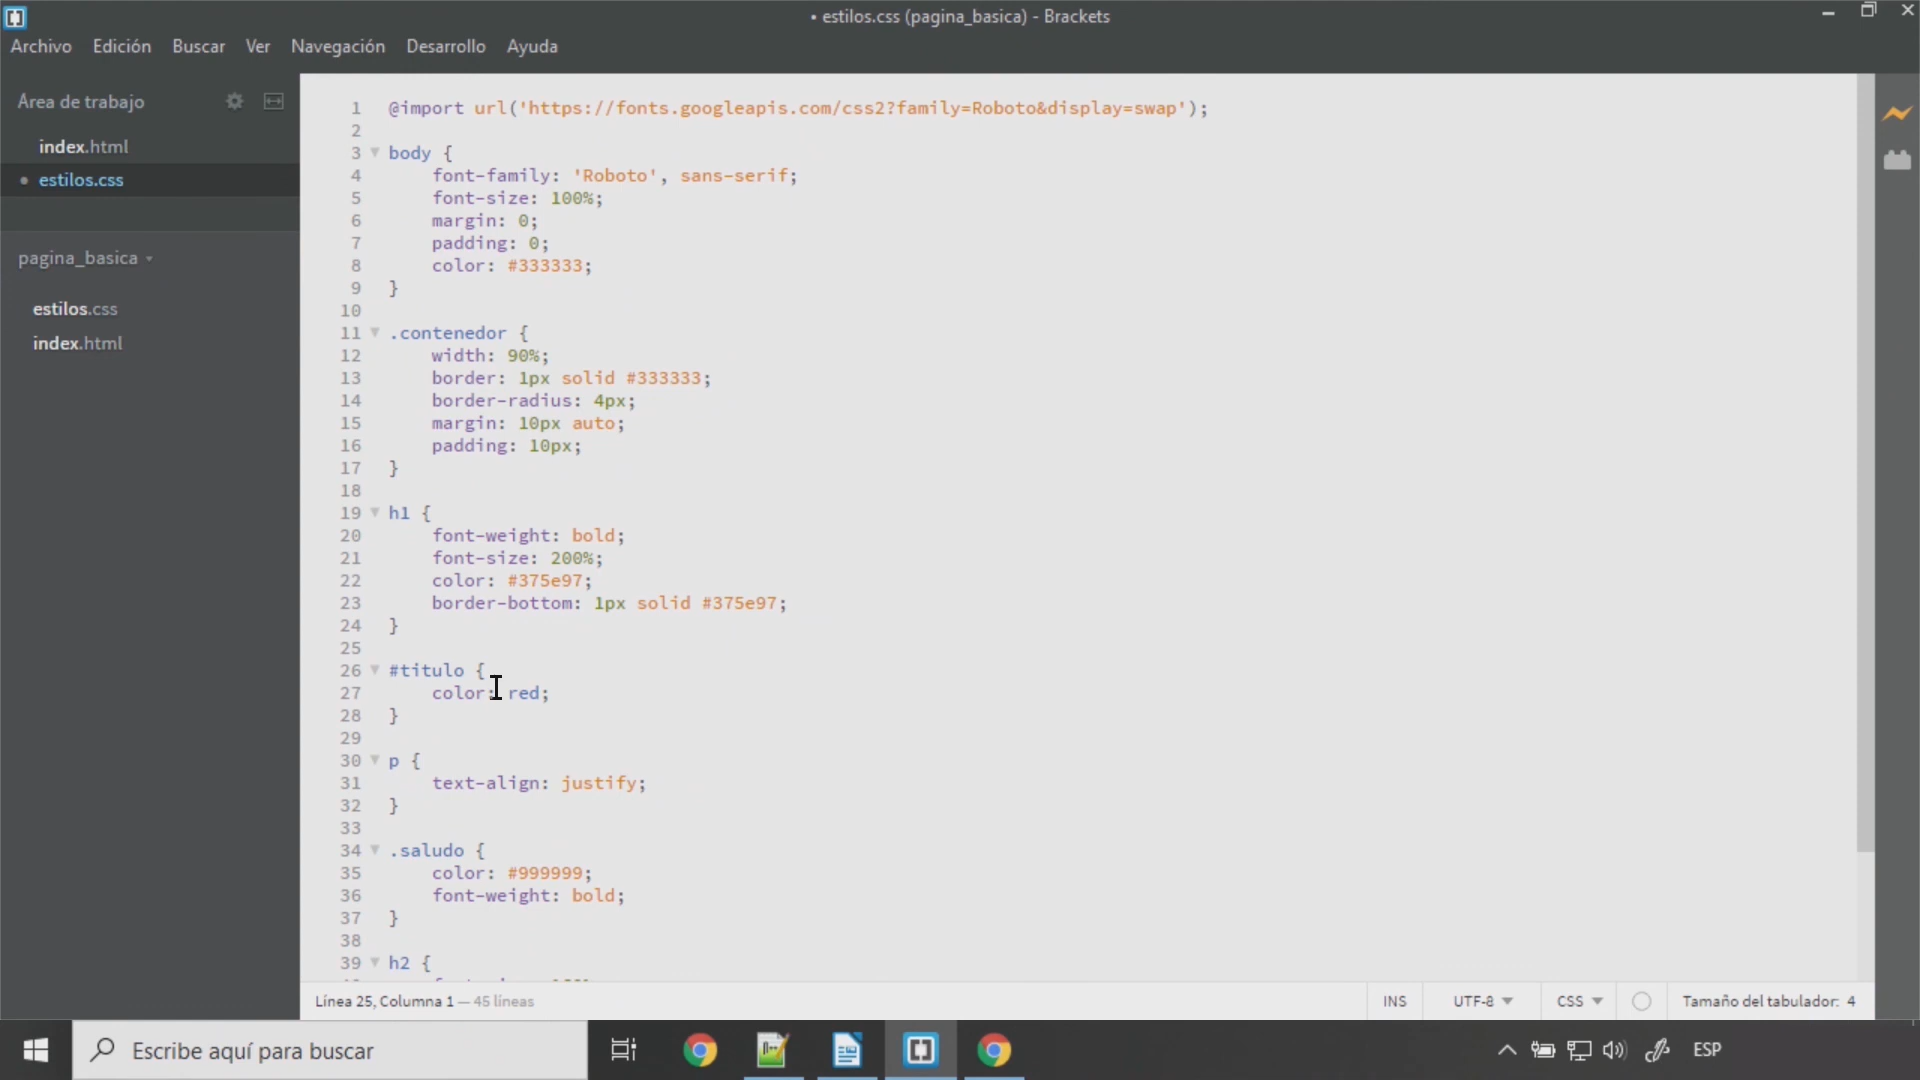 • estilos.css (pagina_basica) - Brackets
Archivo Edición Buscar Ver Navegación Desarrollo Ayuda
Área de trabajo
index.html
• estilos.css
pagina_basica
estilos.css
index.html
1 @import url('https://fonts.googleapis.com/css2?family=Roboto&display=swap');
2
3 body {
4 font-family: 'Roboto', sans-serif;
5 font-size: 100%;
6 margin: 0;
7 padding: 0;
8 color: #333333;
9 }
10
11 .contenedor {
12 width: 90%;
13 border: 1px solid #333333;
14 border-radius: 4px;
15 margin: 10px auto;
16 padding: 10px;
17 }
18
19 h1 {
20 font-weight: bold;
21 font-size: 200%;
22 color: #375e97;
23 border-bottom: 1px solid #375e97;
24 }
25
26 #titulo {
27 color: red;
28 }
29
30 p {
31 text-align: justify;
32 }
33
34 .saludo {
35 color: #999999;
36 font-weight: bold;
37 }
38
39 h2 {
Línea 25, Columna 1 — 45 líneas INS UTF-8 CSS Tamaño del tabulador: 4
Escribe aquí para buscar ESP